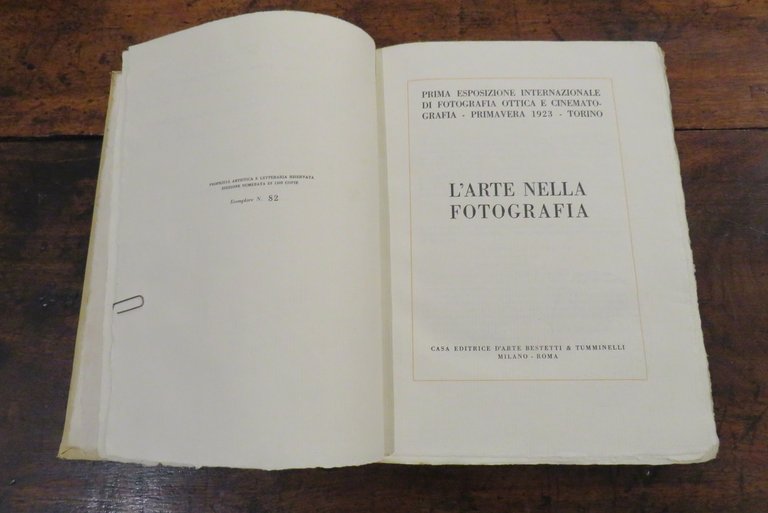 PROPRIETÀ ARTISTICA E LETTERARIA RISERVATA
EDIZIONE NUMERATA DI 1200 COPIE
Esemplare N. 82
PRIMA ESPOSIZIONE INTERNAZIONALE
DI FOTOGRAFIA OTTICA E CINEMATO-
GRAFIA - PRIMAVERA 1923 - TORINO
L'ARTE NELLA
FOTOGRAFIA
CASA EDITRICE D'ARTE BESTETTI & TUMMINELLI
MILANO - ROMA